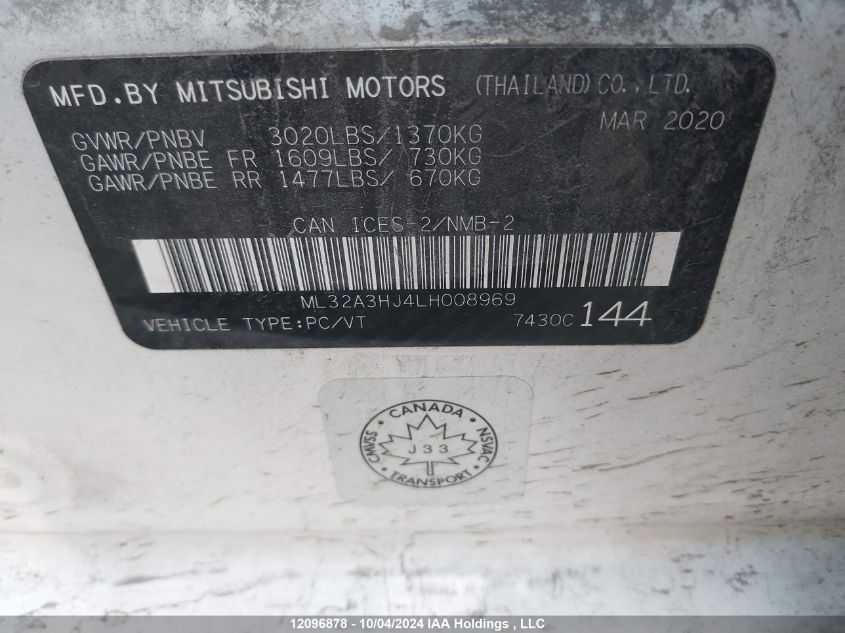 MFD.BY MITSUBISHI MOTORS (THAILAND) CO.,LTD.
MAR 2020
GVWR/PNBV 3020LBS/1370KG
GAWR/PNBE FR 1609LBS/ 730KG
GAWR/PNBE RR 1477LBS/ 670KG
CAN ICES-2/NMB-2
ML32A3HJ4LH008969
VEHICLE TYPE:PC/VT 7430C 144
CANADA
CMVSS J33 NSVAC
TRANSPORT
12096878 - 10/04/2024 IAA Holdings , LLC